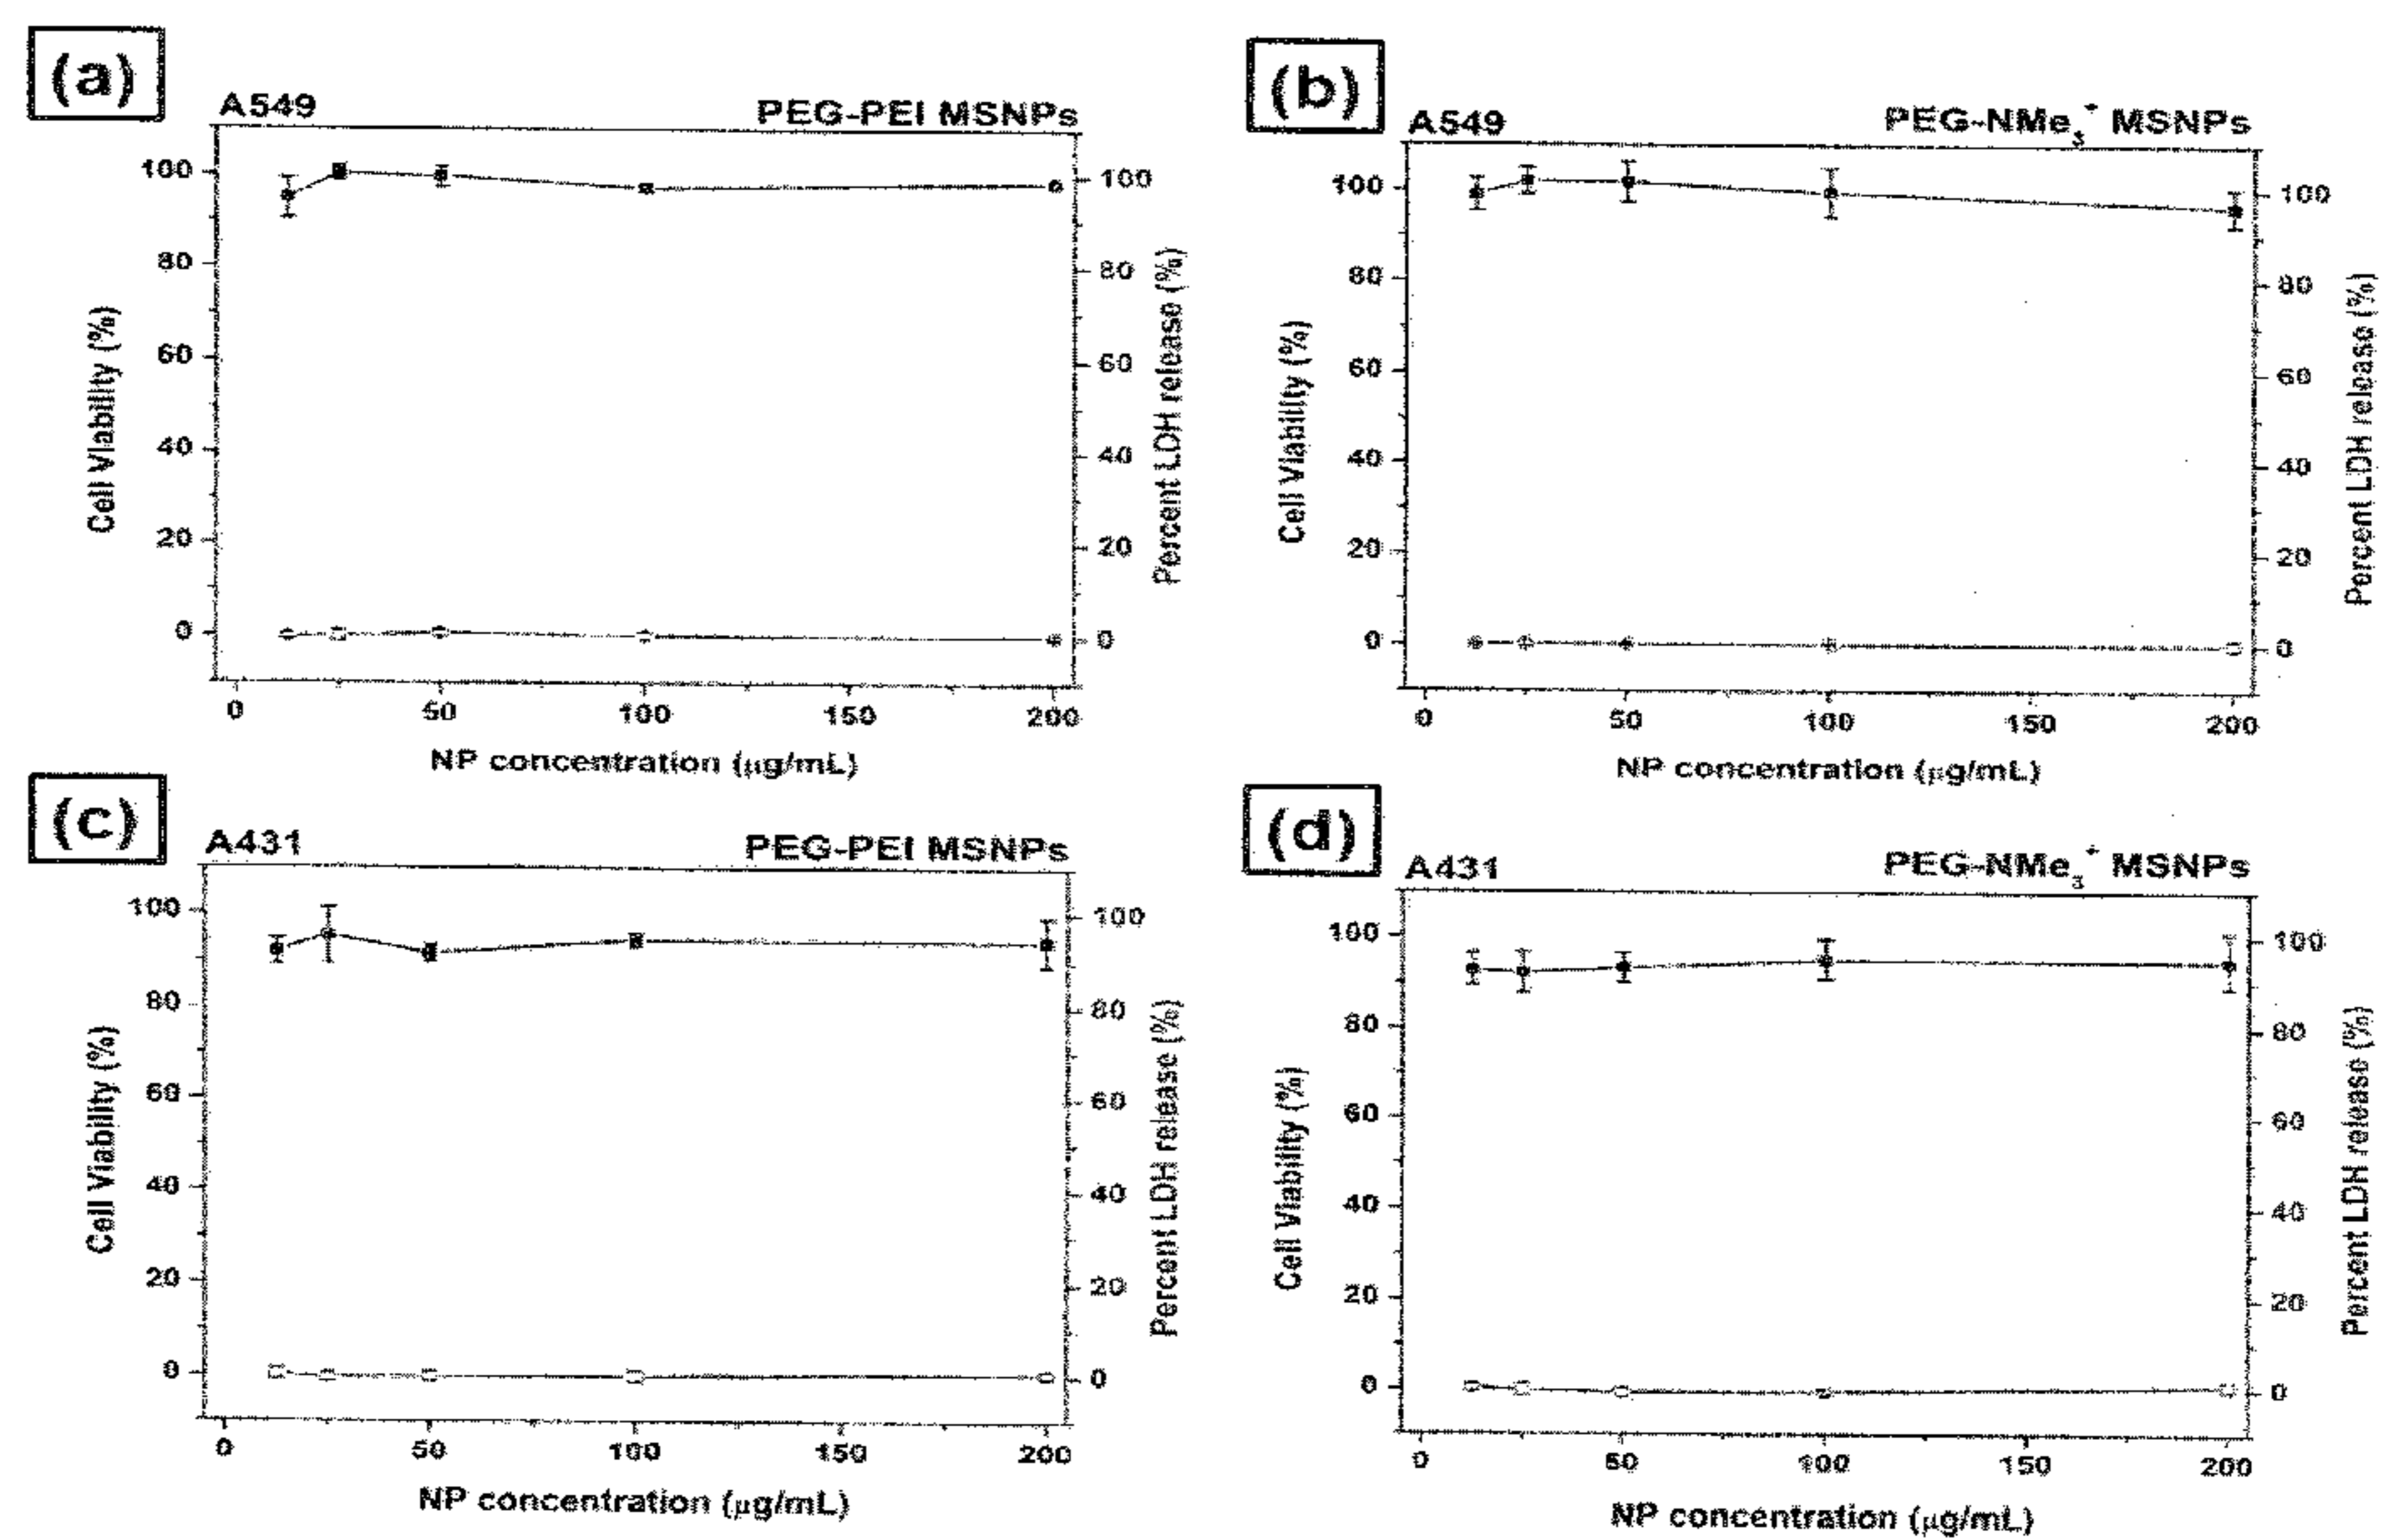 (a)
A549 PEG-PEI MSNPs
100
80
60
40
20
0
Cell Viability (%)
100
80
60
40
20
0
Percent LDH release (%)
0 50 100 150 200
NP concentration (µg/mL)
(b)
A549 PEG-NMe₃⁺ MSNPs
100
80
60
40
20
0
Cell Viability (%)
100
80
60
40
20
0
Percent LDH release (%)
0 50 100 150 200
NP concentration (µg/mL)
(c)
A431 PEG-PEI MSNPs
100
80
60
40
20
0
Cell Viability (%)
100
80
60
40
20
0
Percent LDH release (%)
0 50 100 150 200
NP concentration (µg/mL)
(d)
A431 PEG-NMe₃⁺ MSNPs
100
80
60
40
20
0
Cell Viability (%)
100
80
60
40
20
0
Percent LDH release (%)
0 50 100 150 200
NP concentration (µg/mL)